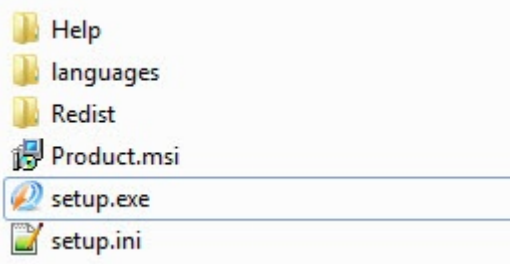 Help
languages
Redist
Product.msi
setup.exe
setup.ini